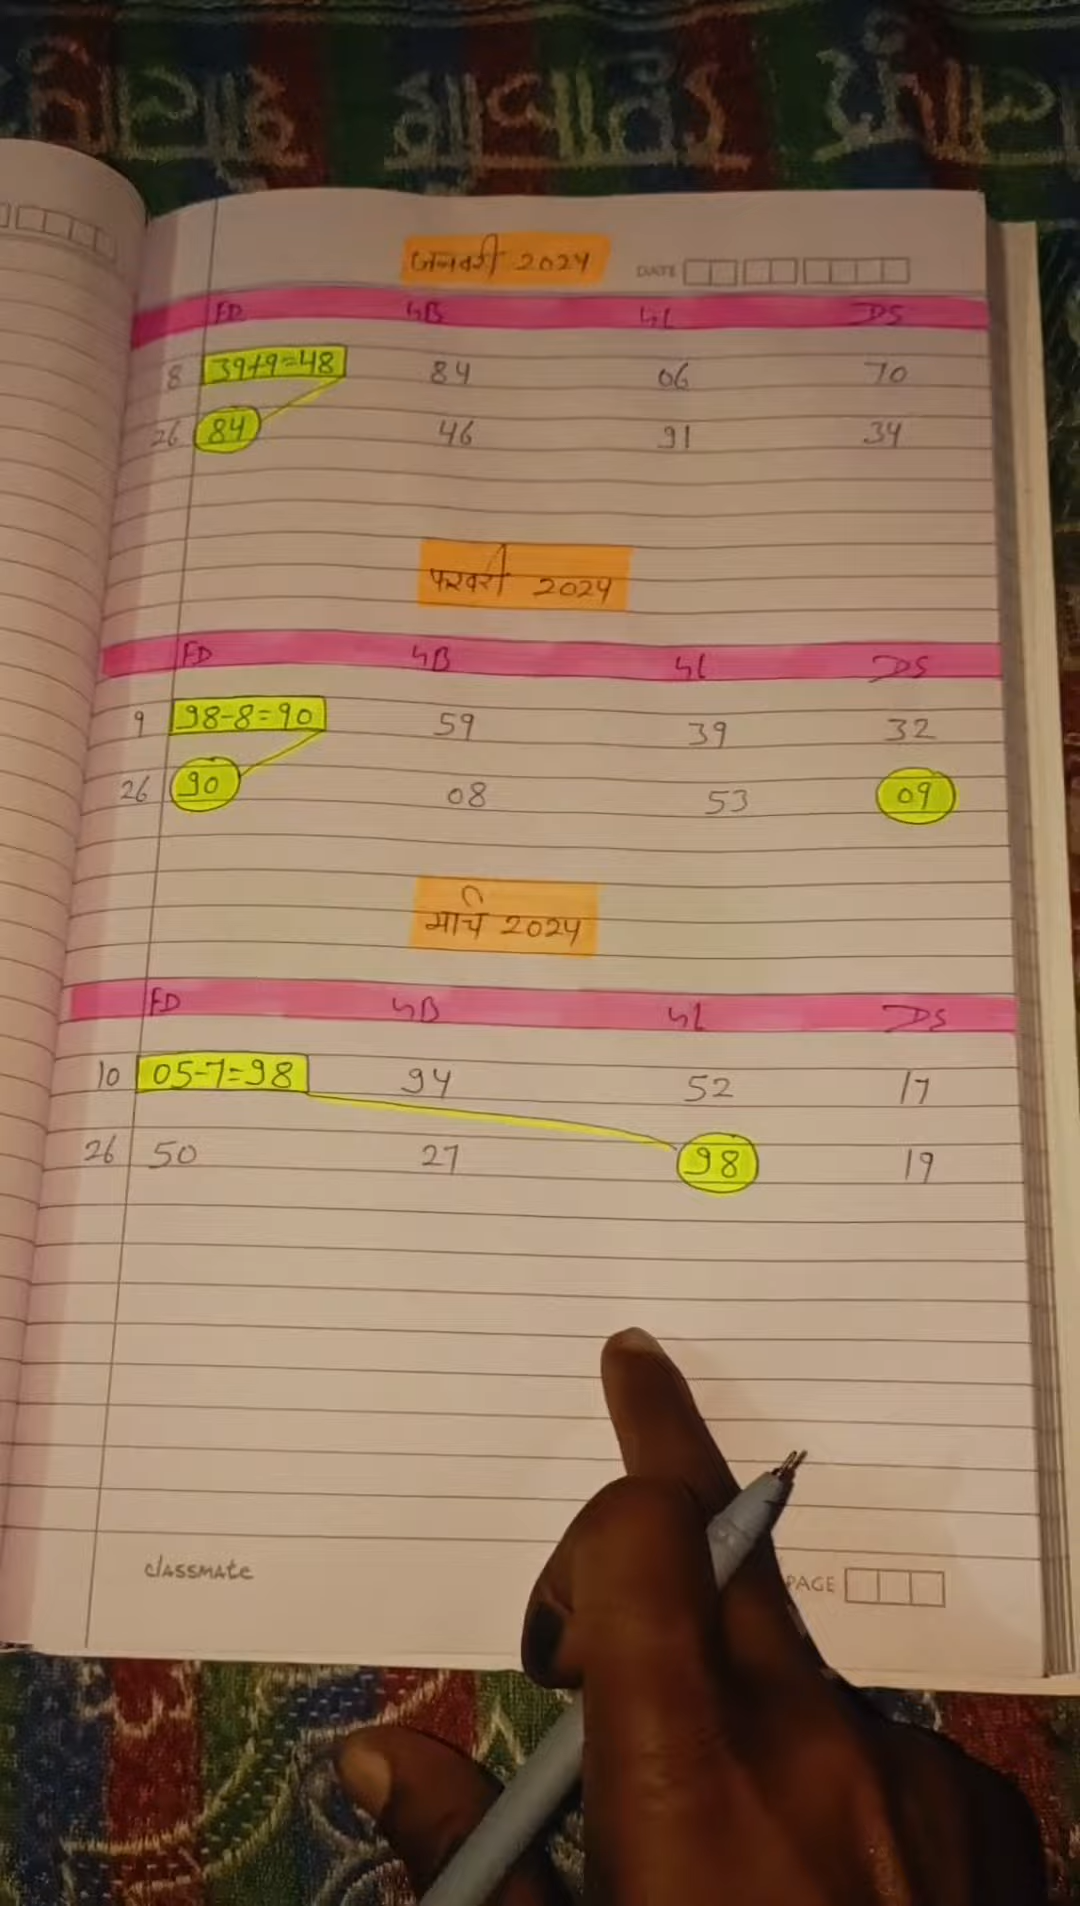 जनवरी 2024
DATE
FD GB GL DS
8 39+9=48 84 06 70
26 84 46 91 34
फरवरी 2024
FD GB GL DS
9 98-8=90 59 39 32
26 90 08 53 09
मार्च 2024
FD GB GL DS
10 05-7=98 94 52 17
26 50 27 98 19
classmate
PAGE